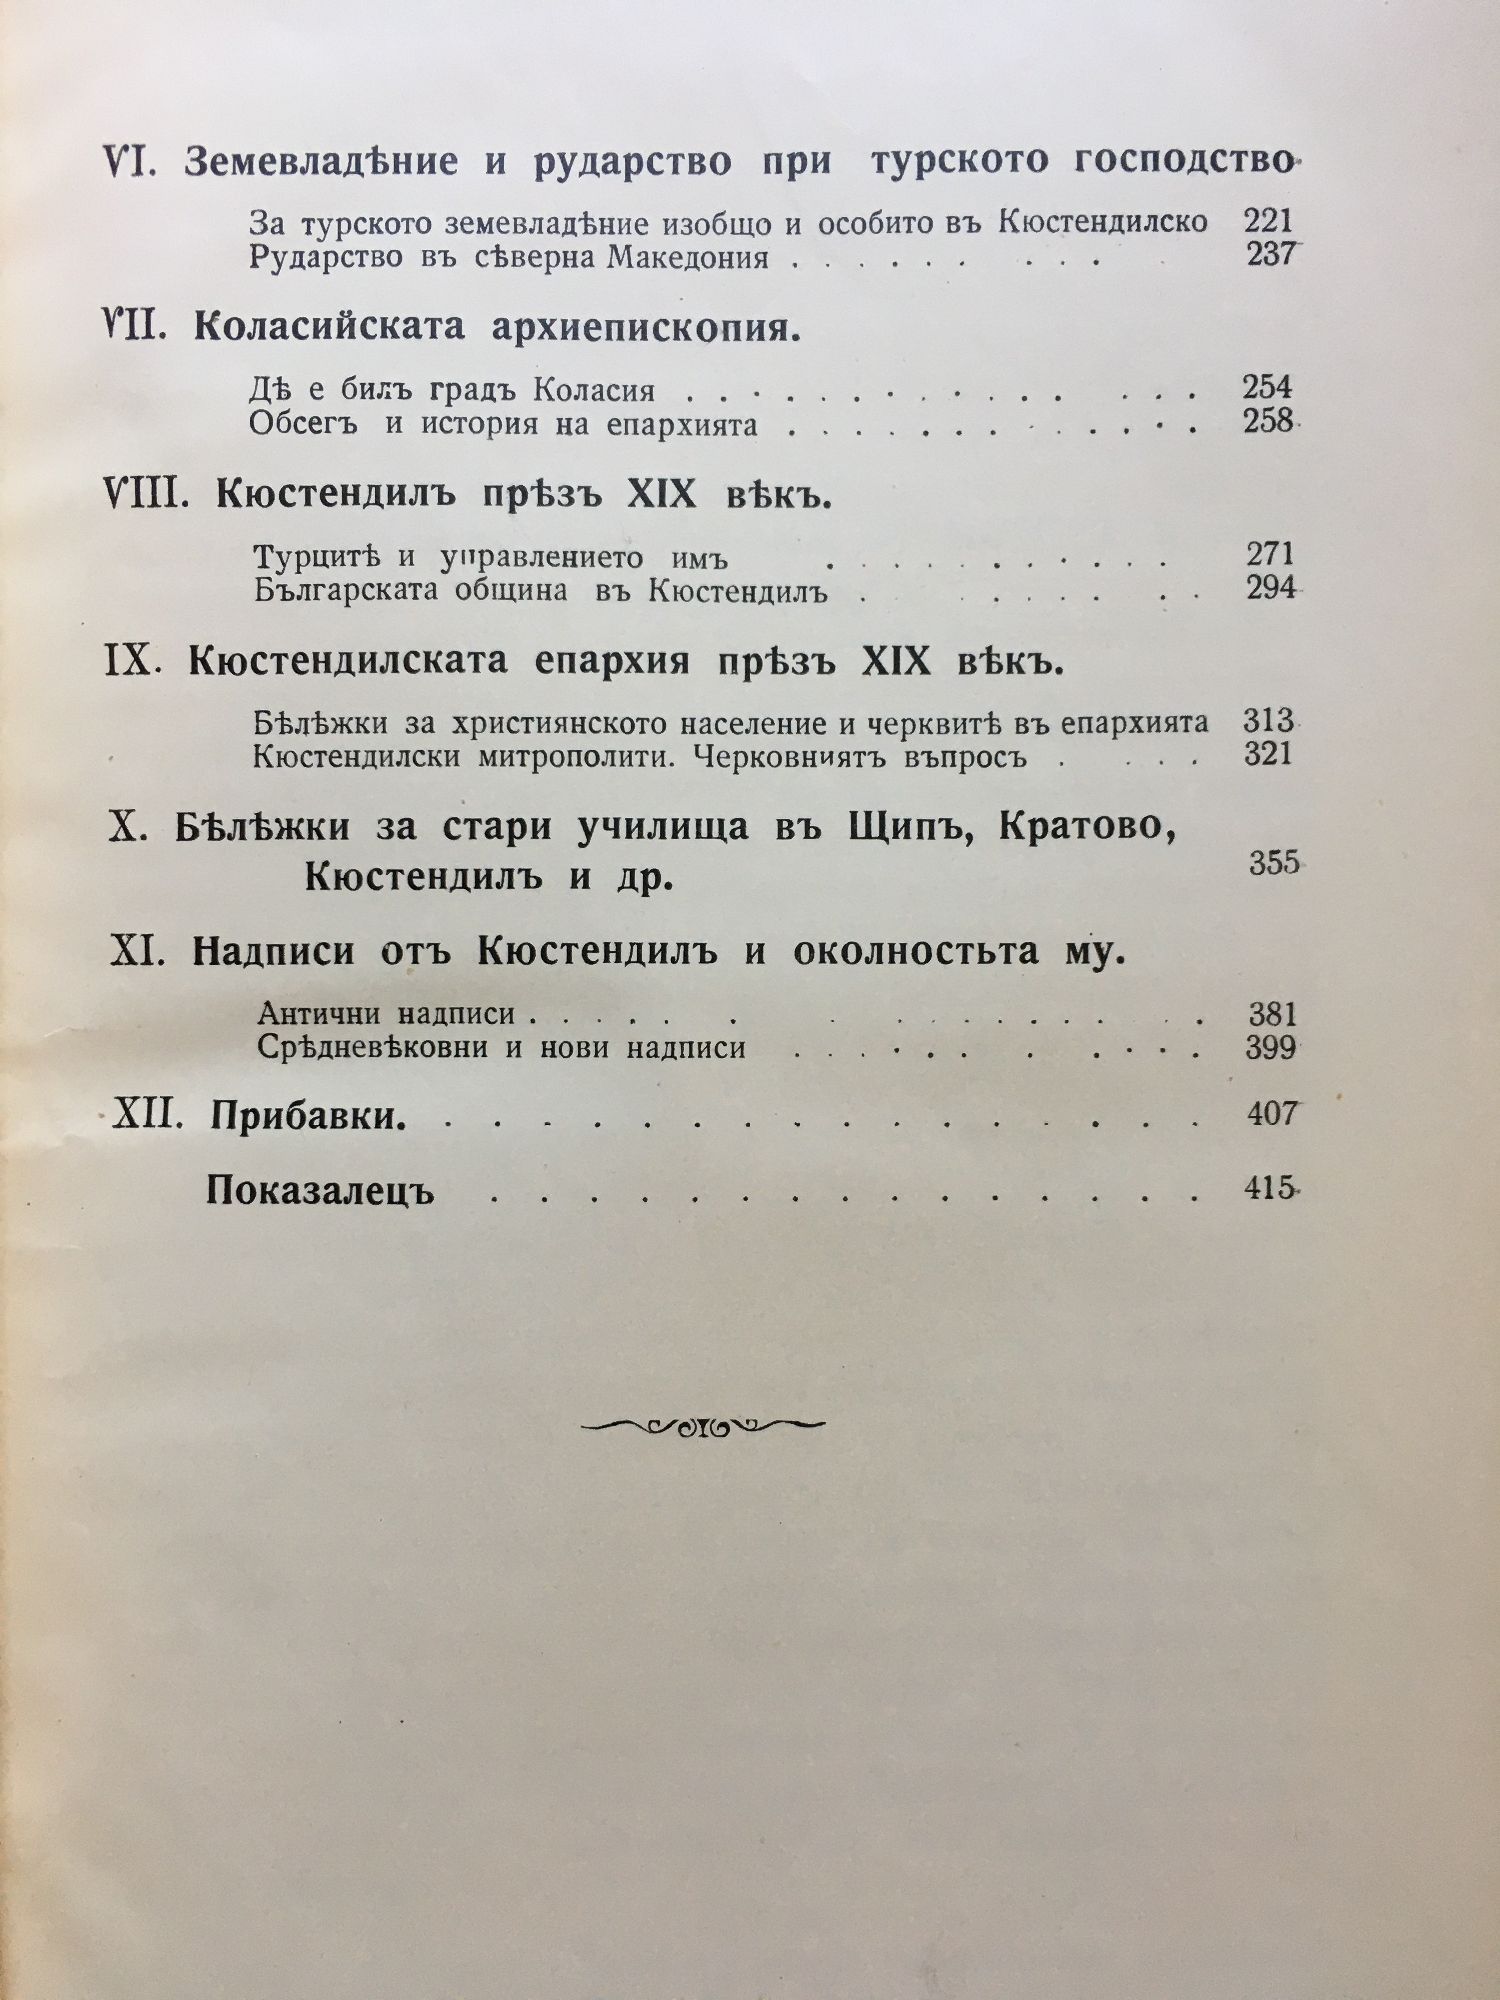 VI. Земевладѣние и рударство при турското господство
За турското земевладѣние изобщо и особито въ Кюстендилско 221
Рударство въ сѣверна Македония . . . . . . . . . 237
VII. Коласийската архиепископия.
Дѣ е билъ градъ Коласия . . . . . . . . . . . . . . . 254
Обсегъ и история на епархията . . . . . . . . . . . . . 258
VIII. Кюстендилъ прѣзъ XIX вѣкъ.
Турцитѣ и управлението имъ . . . . . . . . . . 271
Българската община въ Кюстендилъ . . . . . . . 294
IX. Кюстендилската епархия прѣзъ XIX вѣкъ.
Бѣлѣжки за християнското население и черквитѣ въ епархията 313
Кюстендилски митрополити. Черковниятъ въпросъ . . . . 321
X. Бѣлѣжки за стари училища въ Щипъ, Кратово,
Кюстендилъ и др. 355
XI. Надписи отъ Кюстендилъ и околностьта му.
Антични надписи . . . . . . . . . . . . . . . . 381
Срѣдневѣковни и нови надписи . . . . . . . . . . . 399
XII. Прибавки. . . . . . . . . . . . . . . . . 407
Показалецъ . . . . . . . . . . . . . . . 415